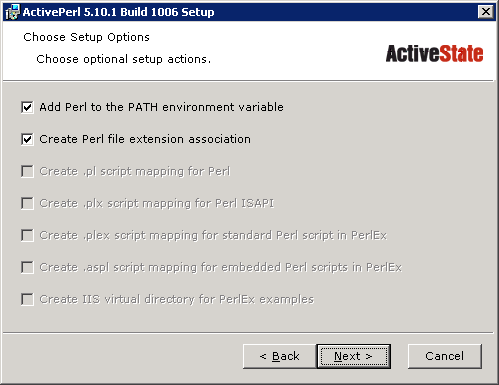 ActivePerl 5.10.1 Build 1006 Setup
Choose Setup Options
Choose optional setup actions.
ActiveState
Add Perl to the PATH environment variable
Create Perl file extension association
Create .pl script mapping for Perl
Create .plx script mapping for Perl ISAPI
Create .plex script mapping for standard Perl script in PerlEx
Create .aspl script mapping for embedded Perl scripts in PerlEx
Create IIS virtual directory for PerlEx examples
< Back Next > Cancel